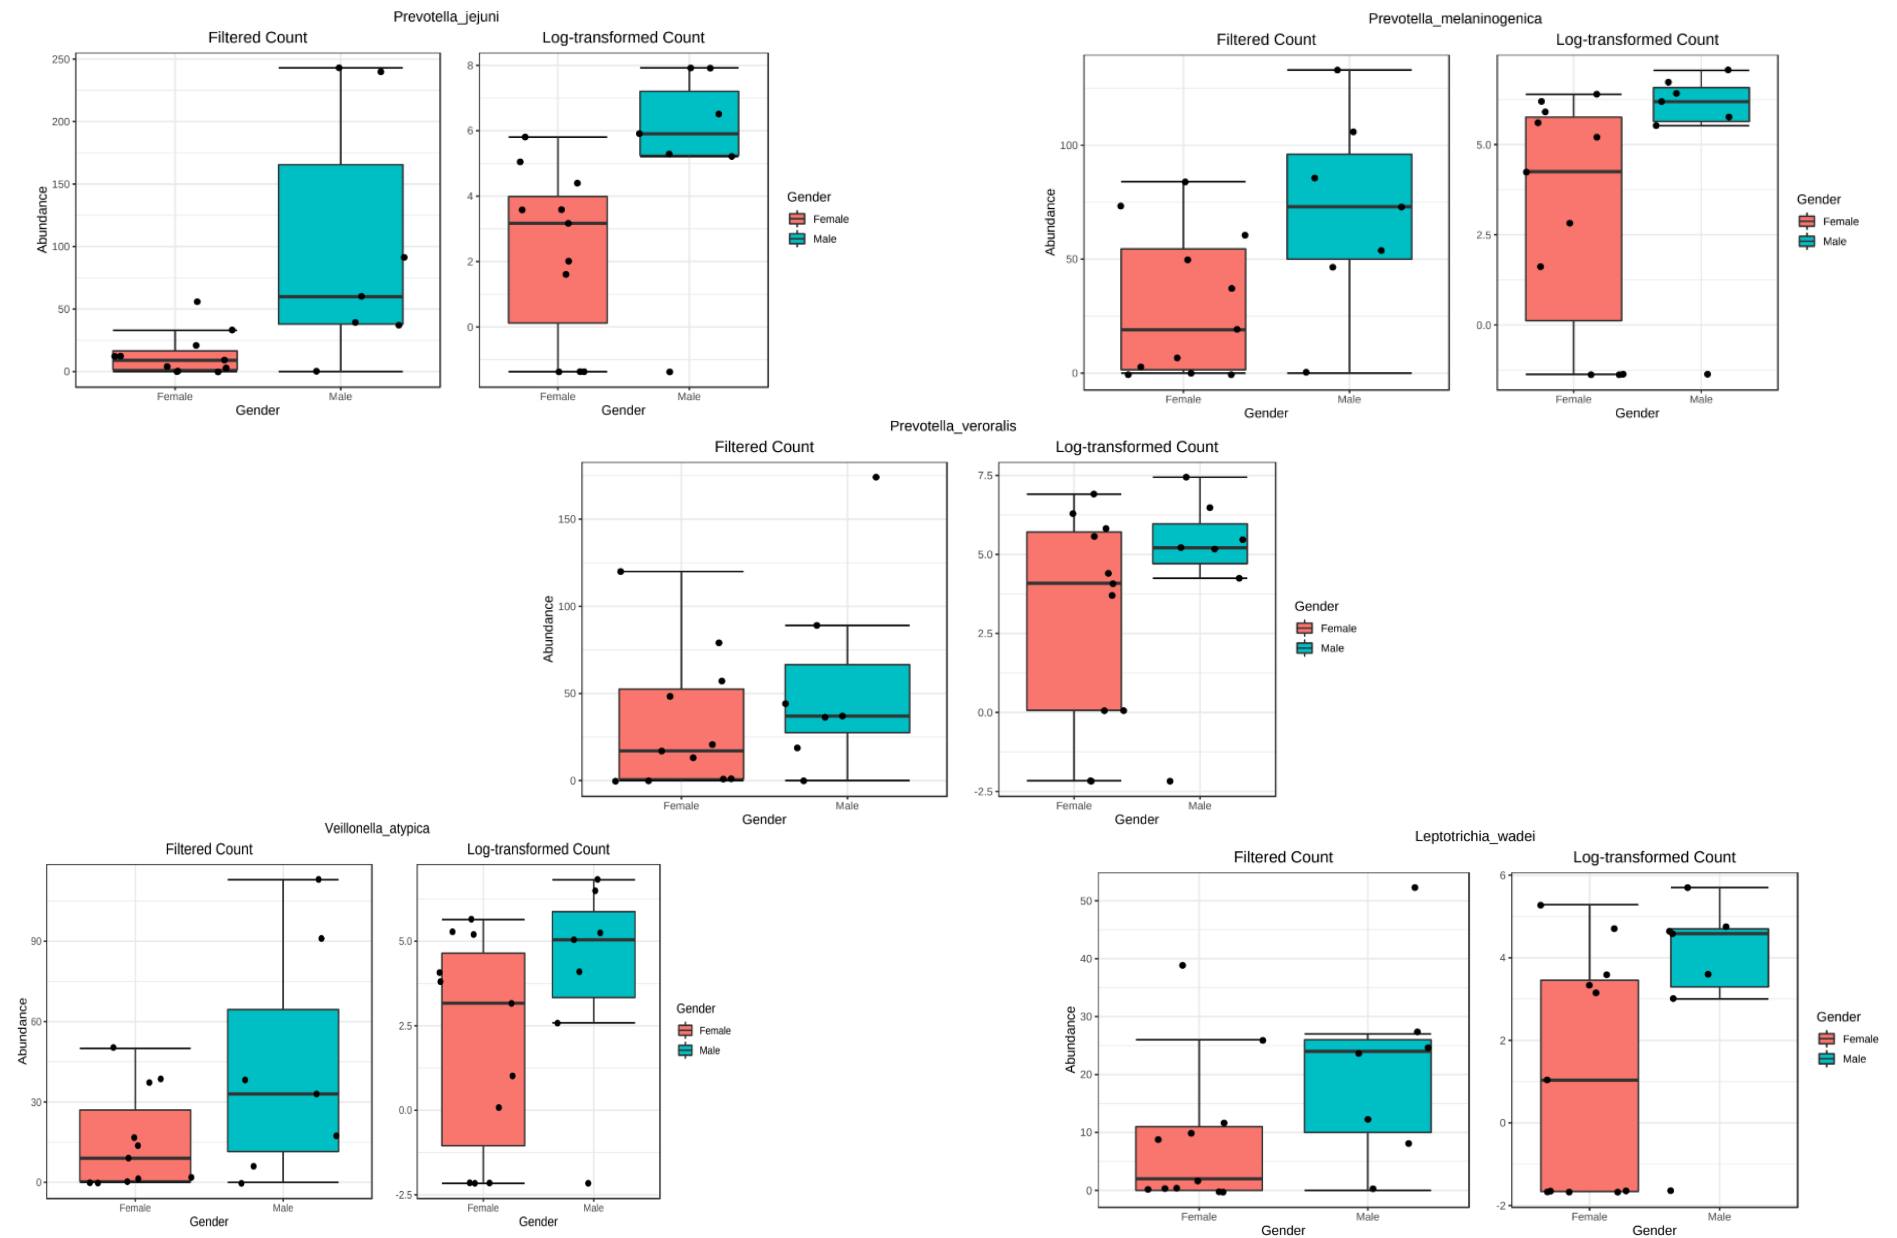 Prevotella_jejuni
Filtered Count
Log-transformed Count
Abundance
250
200
150
100
50
0
8
6
4
2
0
Female
Male
Gender
Female
Male
Gender
Gender
Female
Male
Prevotella_melaninogenica
Filtered Count
Log-transformed Count
Abundance
100
50
0
5.0
2.5
0.0
Female
Male
Gender
Female
Male
Gender
Gender
Female
Male
Prevotella_veroralis
Filtered Count
Log-transformed Count
Abundance
150
100
50
0
7.5
5.0
2.5
0.0
-2.5
Female
Male
Gender
Female
Male
Gender
Gender
Female
Male
Veillonella_atypica
Filtered Count
Log-transformed Count
Abundance
90
60
30
0
5.0
2.5
0.0
-2.5
Female
Male
Gender
Female
Male
Gender
Gender
Female
Male
Leptotrichia_wadei
Filtered Count
Log-transformed Count
Abundance
50
40
30
20
10
0
6
4
2
0
-2
Female
Male
Gender
Female
Male
Gender
Gender
Female
Male